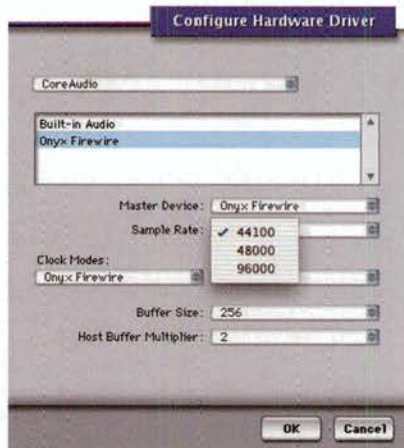 Configure Hardware Driver
CoreAudio
Built-in Audio
Onyx Firewire
Master Device: Onyx Firewire
Sample Rate: ✓ 44100
48000
96000
Clock Modes:
Onyx Firewire
Buffer Size: 256
Host Buffer Multiplier: 2
OK Cancel